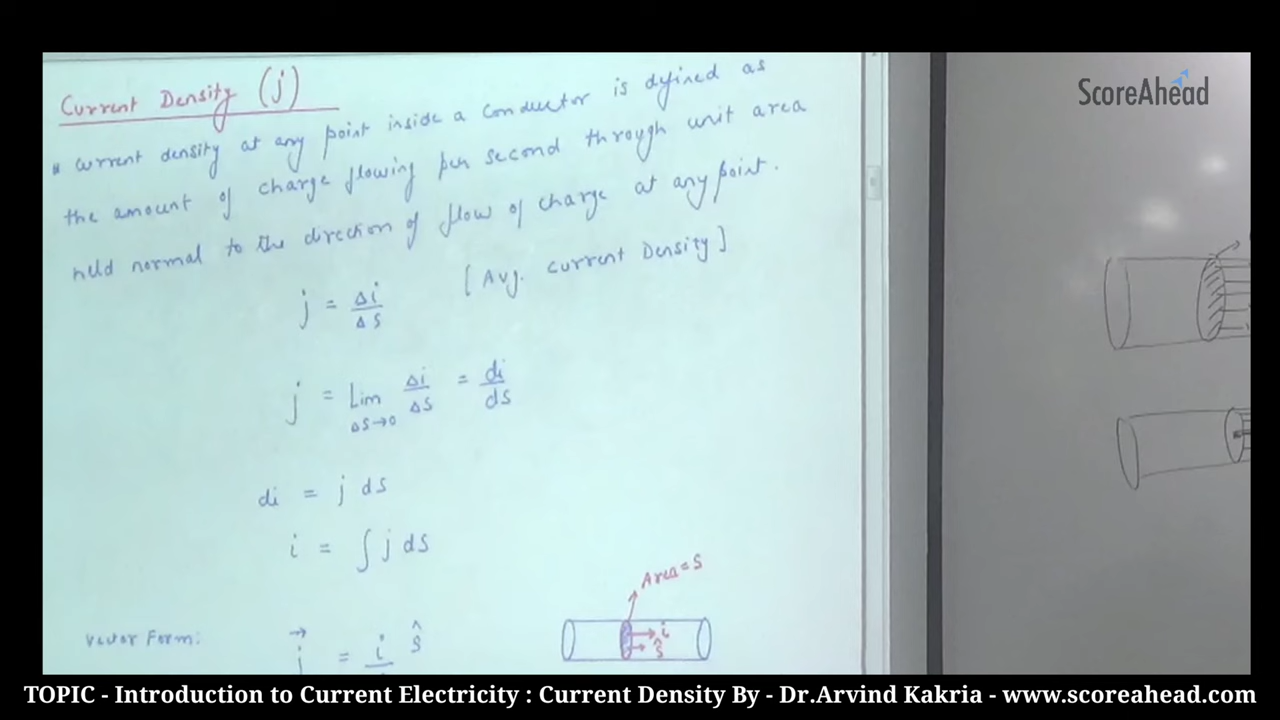 ScoreAhead
Current Density (j)
current density at any point inside a conductor is defined as
the amount of charge flowing per second through unit area
held normal to the direction of flow of charge at any point.
j = Δi/ΔS [Avg. Current Density]
j = Lim ΔS→0 Δi/ΔS = di/dS
di = j dS
i = ∫ j dS
Area = S
i
ŝ
Vector Form:
j⃗ = i ŝ
TOPIC - Introduction to Current Electricity : Current Density By - Dr.Arvind Kakria - www.scoreahead.com